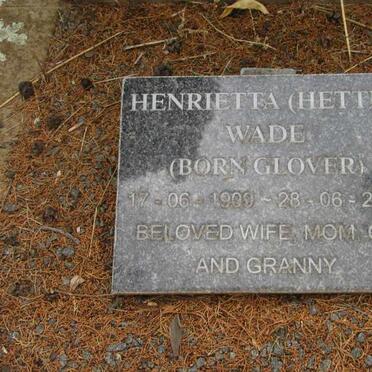 HENRIETTA (HETT
WADE
(BORN GLOVER)
17-06-1909 - 28-06-2
BELOVED WIFE, MOM,
AND GRANNY